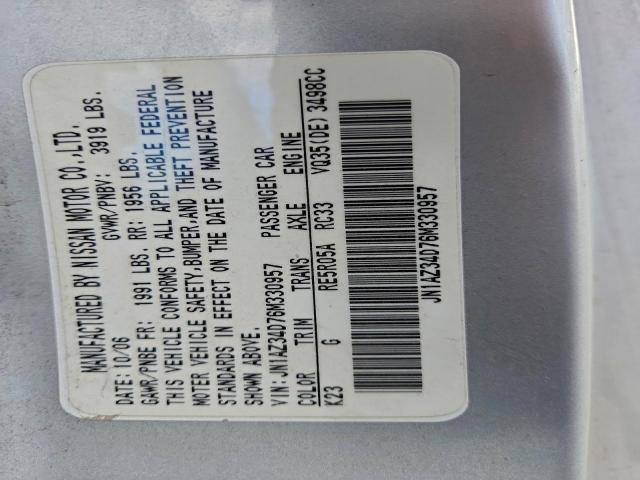 MANUFACTURED BY NISSAN MOTOR CO.,LTD.
DATE: 10/06 GVWR/PNBV: 3919 LBS.
GAWR/PNBE FR: 1991 LBS. RR: 1956 LBS.
THIS VEHICLE CONFORMS TO ALL APPLICABLE FEDERAL
MOTER VEHICLE SAFETY,BUMPER,AND THEFT PREVENTION
STANDARDS IN EFFECT ON THE DATE OF MANUFACTURE
SHOWN ABOVE.
VIN: JN1AZ34D76M330957 PASSENGER CAR
COLOR TRIM TRANS- AXLE ENGINE
K23 G RE5R05A RC33 VQ35(DE) 3498CC
JN1AZ34D76M330957